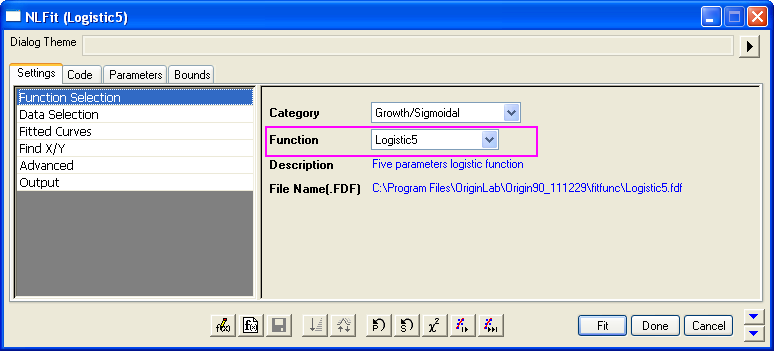 NLFit (Logistic5)
Dialog Theme
Settings Code Parameters Bounds
Function Selection
Data Selection
Fitted Curves
Find X/Y
Advanced
Output
Category Growth/Sigmoidal
Function Logistic5
Description Five parameters logistic function
File Name(.FDF) C:\Program Files\OriginLab\Origin90_111229\fitfunc\Logistic5.fdf
f(x) f(x) P S χ² Fit Done Cancel